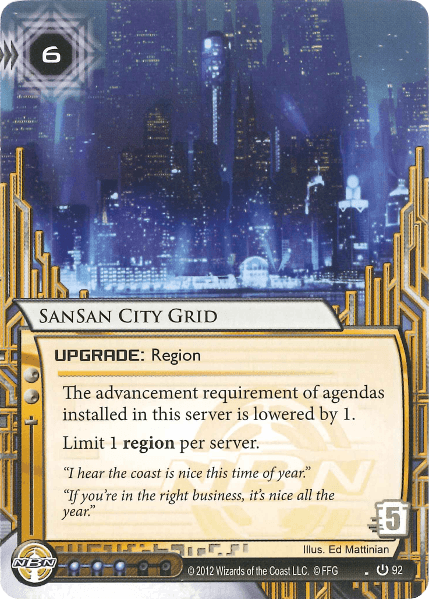 6
SanSan City Grid
UPGRADE: Region
The advancement requirement of agendas
installed in this server is lowered by 1.
Limit 1 region per server.
“I hear the coast is nice this time of year.”
“If you’re in the right business, it’s nice all the
year.”
5
Illus. Ed Mattinian
NBN
© 2012 Wizards of the Coast LLC. © FFG
92